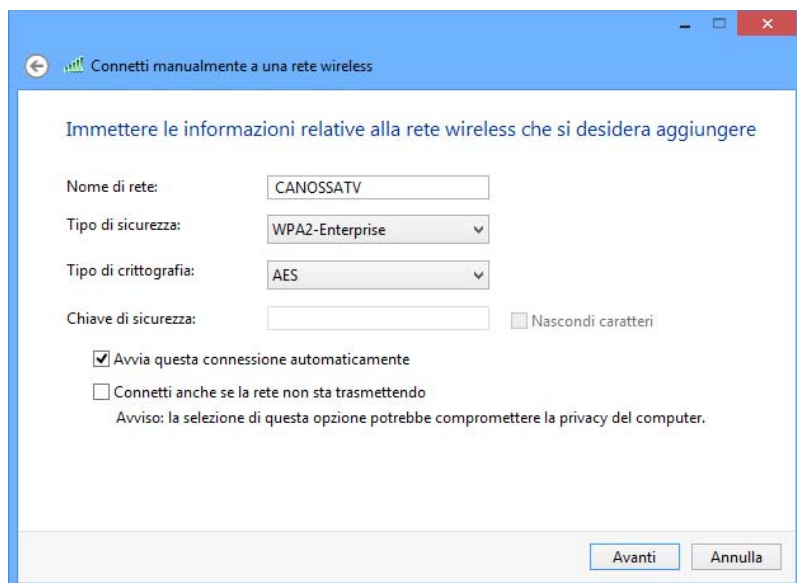 Connetti manualmente a una rete wireless
Immettere le informazioni relative alla rete wireless che si desidera aggiungere
Nome di rete: CANOSSATV
Tipo di sicurezza: WPA2-Enterprise
Tipo di crittografia: AES
Chiave di sicurezza: Nascondi caratteri
Avvia questa connessione automaticamente
Connetti anche se la rete non sta trasmettendo
Avviso: la selezione di questa opzione potrebbe compromettere la privacy del computer.
Avanti Annulla